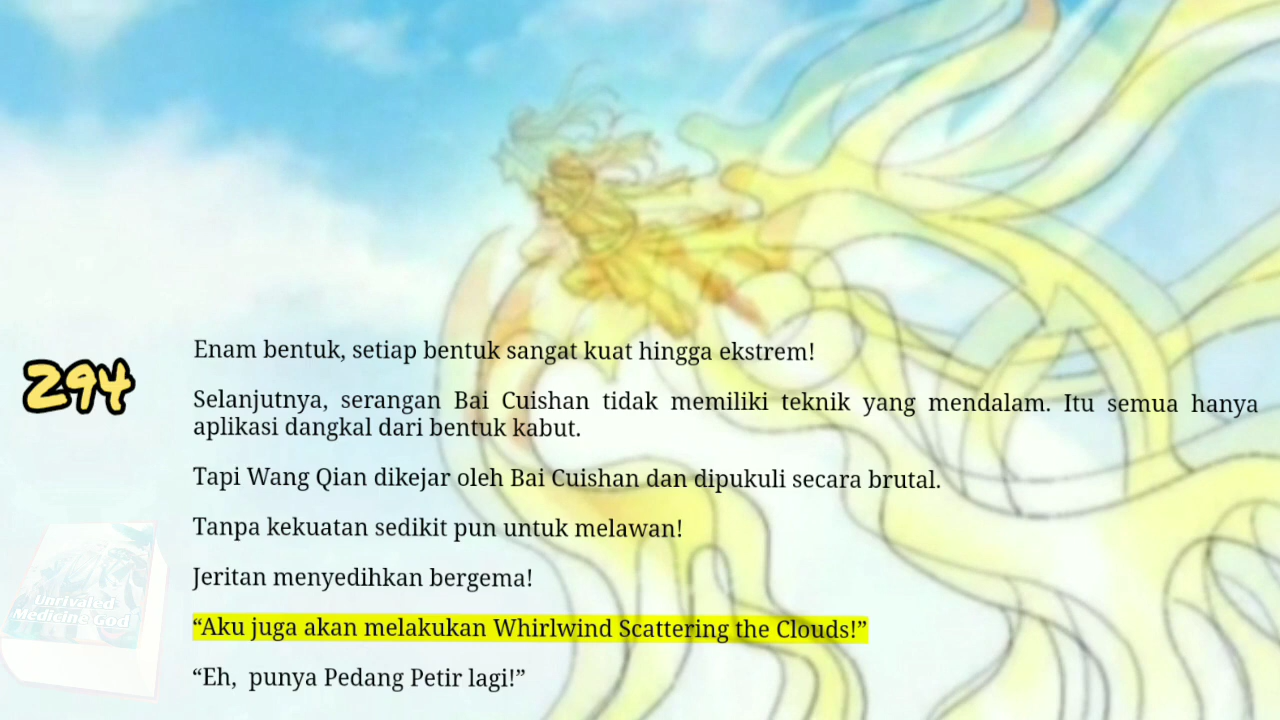 Enam bentuk, setiap bentuk sangat kuat hingga ekstrem!
Selanjutnya, serangan Bai Cuishan tidak memiliki teknik yang mendalam. Itu semua hanya
aplikasi dangkal dari bentuk kabut.
294
Tapi Wang Qian dikejar oleh Bai Cuishan dan dipukuli secara brutal.
Tanpa kekuatan sedikit pun untuk melawan!
Jeritan menyedihkan bergema!
Unrivaled
Medicine God
“Aku juga akan melakukan Whirlwind Scattering the Clouds!”
“Eh, punya Pedang Petir lagi!”